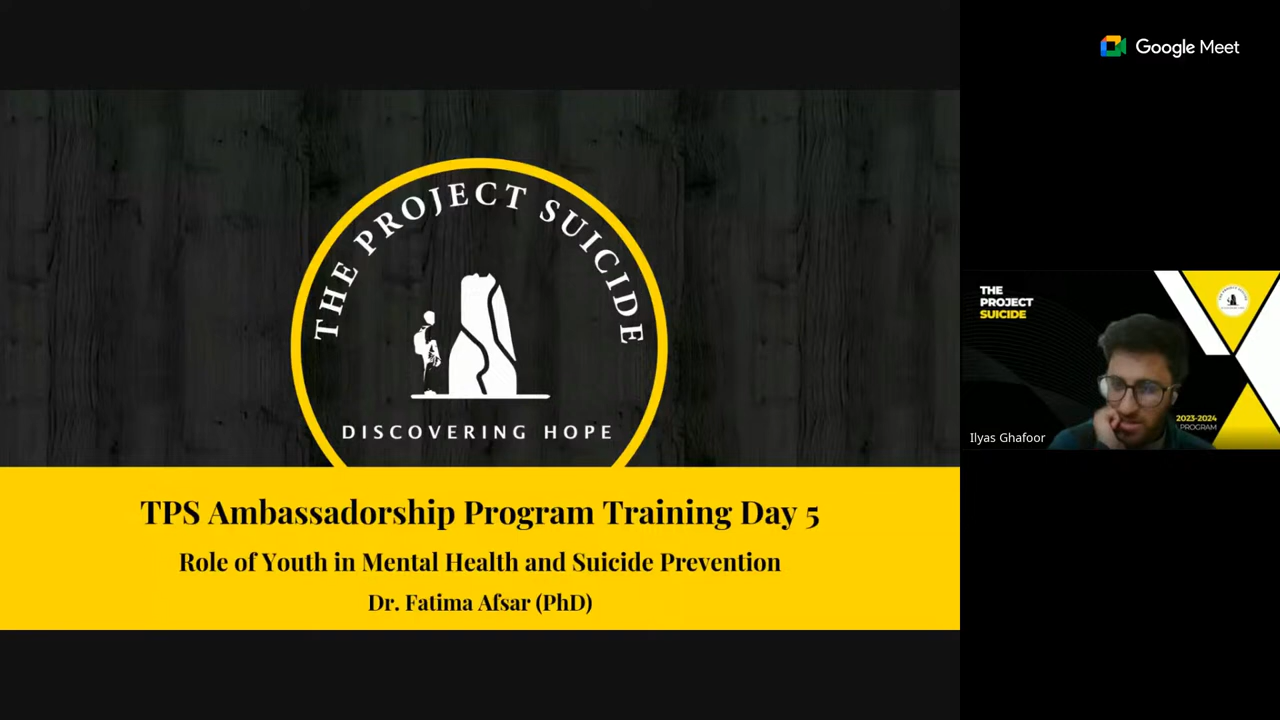 THE PROJECT SUICIDE
DISCOVERING HOPE
TPS Ambassadorship Program Training Day 5
Role of Youth in Mental Health and Suicide Prevention
Dr. Fatima Afsar (PhD)
Google Meet
THE
PROJECT
SUICIDE
2023-2024
PROGRAM
Ilyas Ghafoor